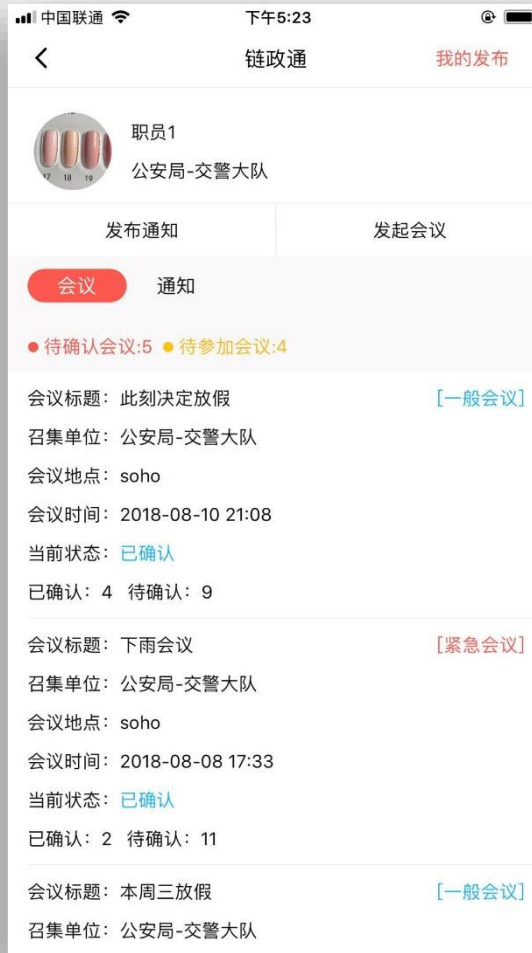 中国联通 下午5:23
链政通 我的发布
17 18 19
职员1
公安局-交警大队
发布通知 发起会议
会议 通知
待确认会议:5 待参加会议:4
会议标题：此刻决定放假 [一般会议]
召集单位：公安局-交警大队
会议地点：soho
会议时间：2018-08-10 21:08
当前状态：已确认
已确认：4 待确认：9
会议标题：下雨会议 [紧急会议]
召集单位：公安局-交警大队
会议地点：soho
会议时间：2018-08-08 17:33
当前状态：已确认
已确认：2 待确认：11
会议标题：本周三放假 [一般会议]
召集单位：公安局-交警大队